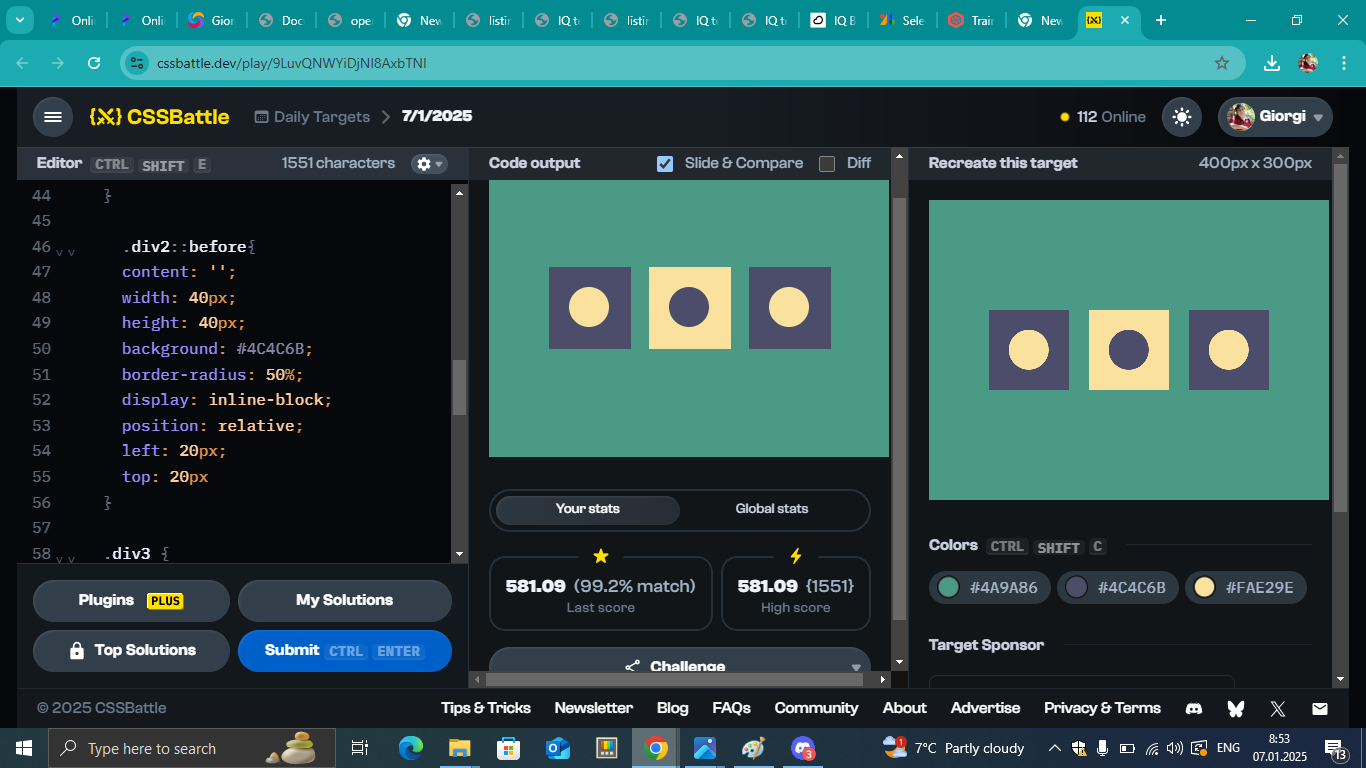 Onli
Onli
Gior
Doc
ope
Nev
listir
IQ t
listir
IQ t
IQ t
IQ B
Sele
Trai
Nev
cssbattle.dev/play/9LuvQNWYiDjNI8AxbTNI
CSSBattle
Daily Targets
7/1/2025
112 Online
Giorgi
Editor CTRL SHIFT E
1551 characters
Code output
Slide & Compare
Diff
Recreate this target
400px x 300px
44 }
45
46 .div2::before{
47 content: '';
48 width: 40px;
49 height: 40px;
50 background: #4C4C6B;
51 border-radius: 50%;
52 display: inline-block;
53 position: relative;
54 left: 20px;
55 top: 20px
56 }
57
58 .div3 {
Plugins PLUS
My Solutions
Top Solutions
Submit CTRL ENTER
Your stats
Global stats
581.09 (99.2% match)
Last score
581.09 {1551}
High score
Challenge
Colors CTRL SHIFT C
#4A9A86
#4C4C6B
#FAE29E
Target Sponsor
© 2025 CSSBattle
Tips & Tricks
Newsletter
Blog
FAQs
Community
About
Advertise
Privacy & Terms
Type here to search
3
1
7°C Partly cloudy
ENG
8:53
07.01.2025
13